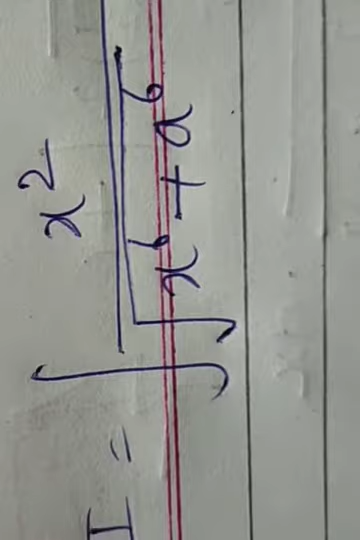 I = ∫ x² / √(x⁶ + a⁶)